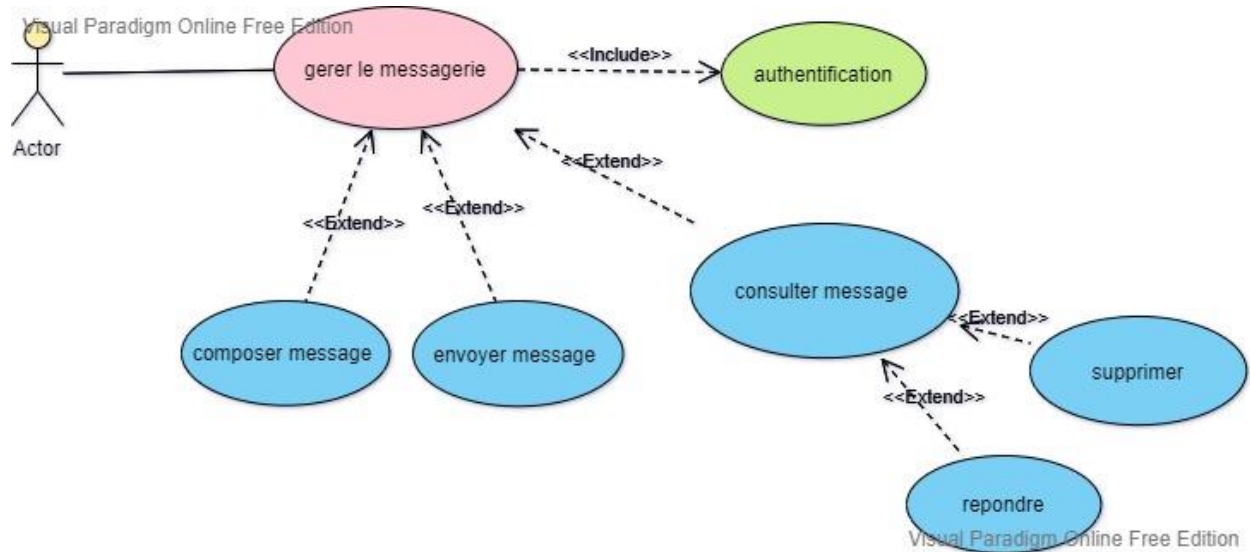 Visual Paradigm Online Free Edition
gerer le messagerie
<<Include>>
authentification
Actor
<<Extend>>
<<Extend>>
<<Extend>>
consulter message
<<Extend>>
composer message
envoyer message
supprimer
<<Extend>>
repondre
Visual Paradigm Online Free Edition